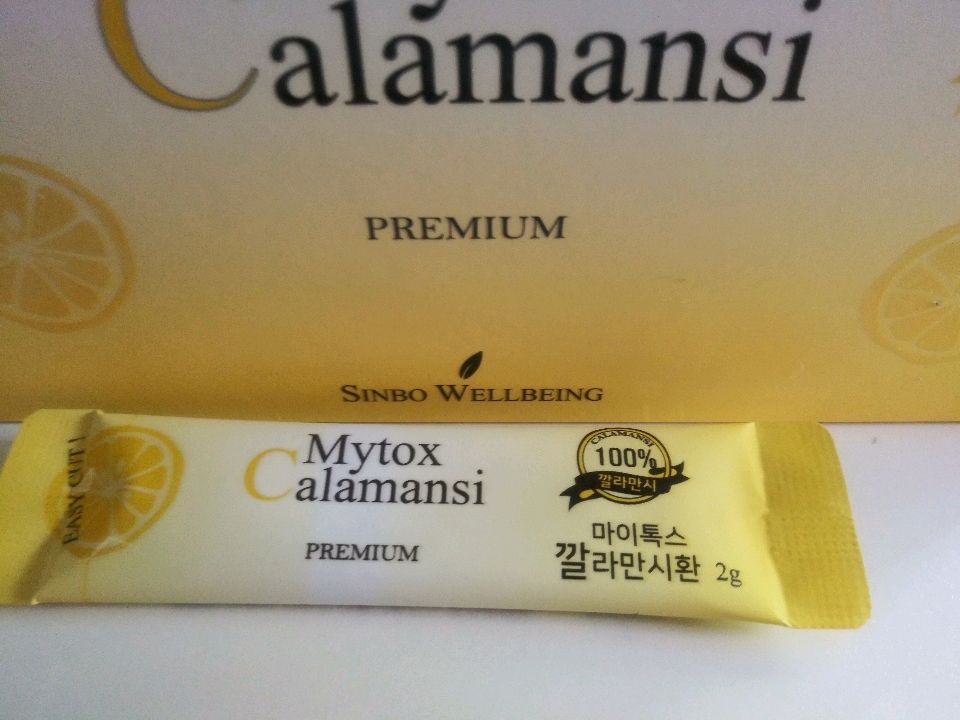 Calamansi
PREMIUM
SINBO WELLBEING
EASY CUT!
Mytox
Calamansi
PREMIUM
CALAMANSI
100%
깔라만시
마이톡스
깔라만시환 2g